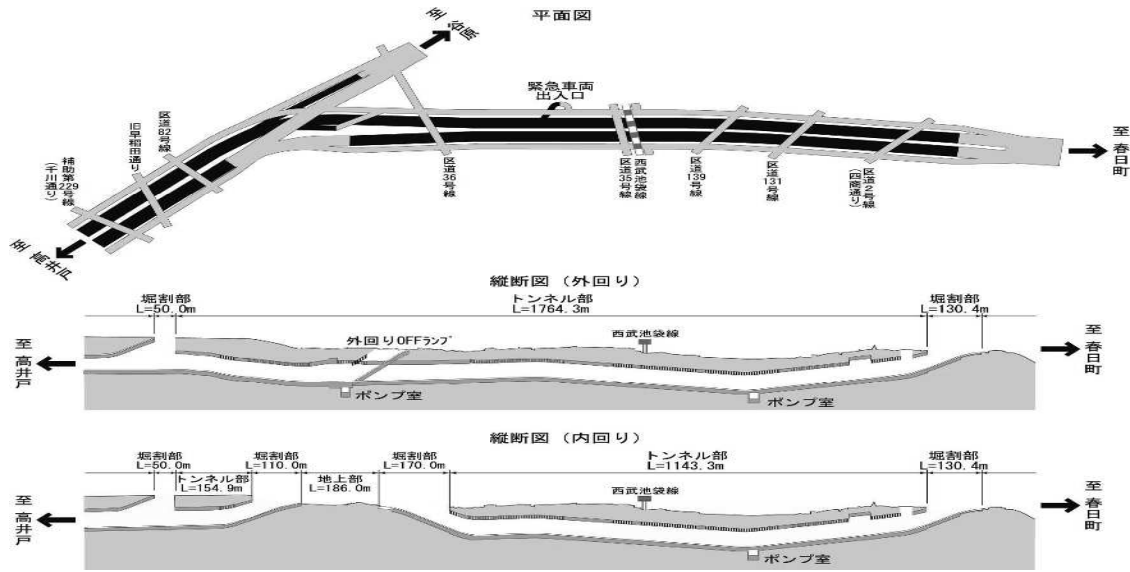 平面図
至 谷原
緊急車両
出入口
区道82号線
旧早稲田通り
補助第229号線
(千川通り)
至 高井戸
区道36号線
区道35号線
西武池袋線
区道139号線
区道131号線
区道2号線
(四商通り)
至 春日町
縦断図（外回り）
堀割部
L=50.0m
トンネル部
L=1764.3m
堀割部
L=130.4m
至 高井戸
外回りOFFランプ
西武池袋線
ポンプ室
ポンプ室
至 春日町
縦断図（内回り）
堀割部
L=50.0m
トンネル部
L=154.9m
堀割部
L=110.0m
地上部
L=186.0m
堀割部
L=170.0m
トンネル部
L=1143.3m
堀割部
L=130.4m
至 高井戸
西武池袋線
ポンプ室
至 春日町